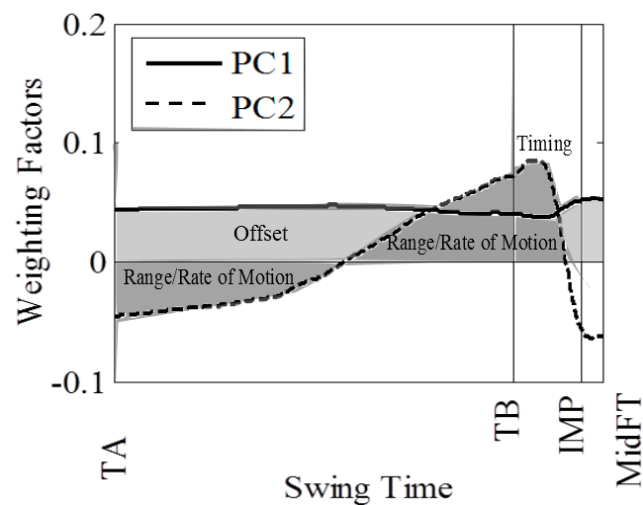 0.2
PC1
PC2
0.1
Timing
Offset
Range/Rate of Motion
0
Range/Rate of Motion
-0.1
Weighting Factors
TA
TB
IMP
MidFT
Swing Time